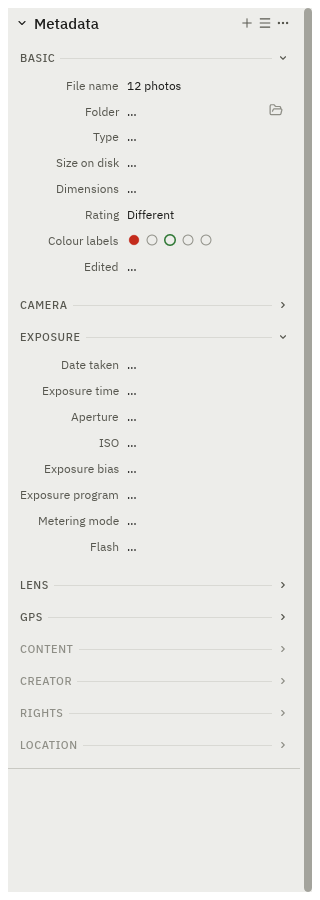 Metadata
BASIC
File name 12 photos
Folder ...
Type ...
Size on disk ...
Dimensions ...
Rating Different
Colour labels
Edited ...
CAMERA
EXPOSURE
Date taken ...
Exposure time ...
Aperture ...
ISO ...
Exposure bias ...
Exposure program ...
Metering mode ...
Flash ...
LENS
GPS
CONTENT
CREATOR
RIGHTS
LOCATION